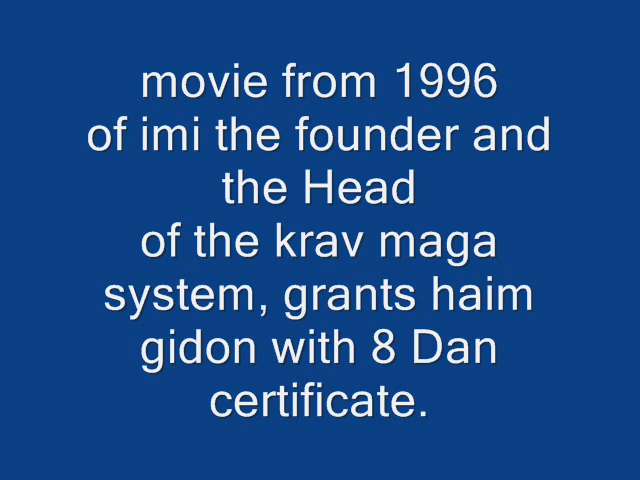 movie from 1996
of imi the founder and
the Head
of the krav maga
system, grants haim
gidon with 8 Dan
certificate.